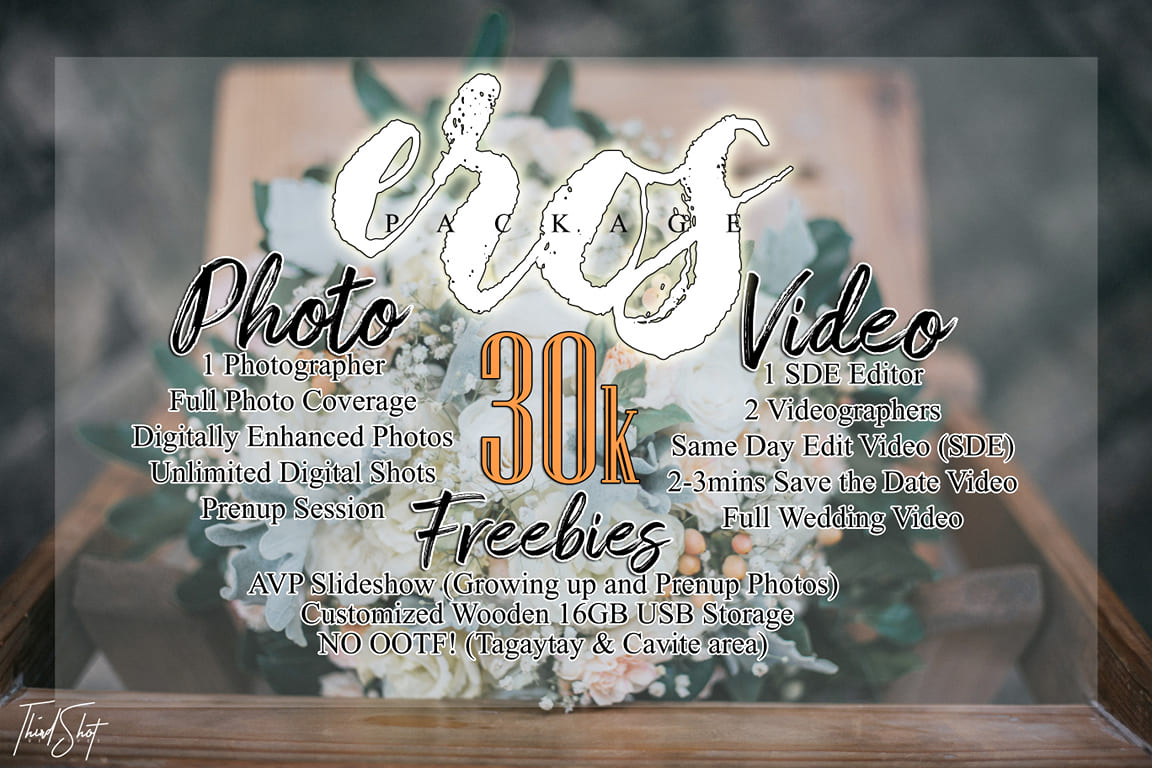 eros
PACKAGE
Photo
1 Photographer
Full Photo Coverage
Digitally Enhanced Photos
Unlimited Digital Shots
Prenup Session
30k
Video
1 SDE Editor
2 Videographers
Same Day Edit Video (SDE)
2-3mins Save the Date Video
Full Wedding Video
Freebies
AVP Slideshow (Growing up and Prenup Photos)
Customized Wooden 16GB USB Storage
NO OOTF! (Tagaytay & Cavite area)
Third Shot